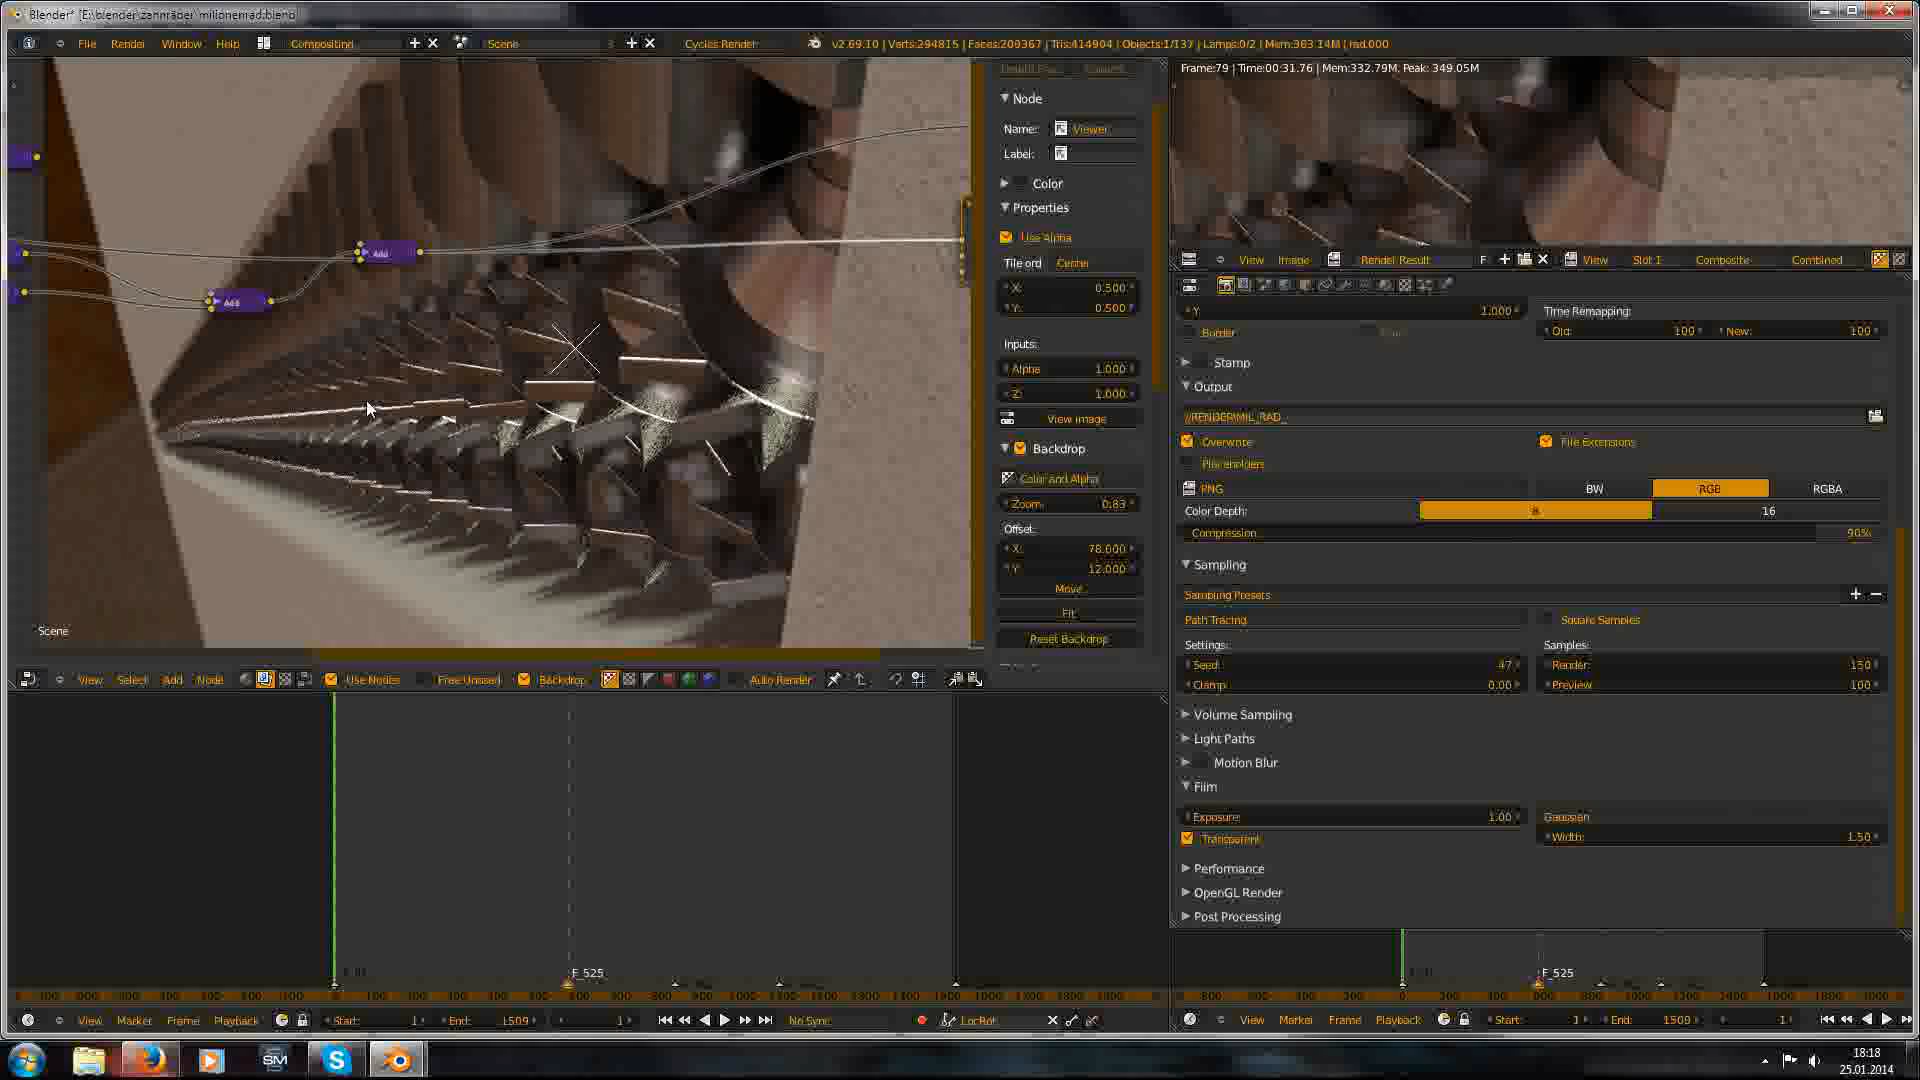 Blender* [E:\blender\zahnräder\milionenrad.blend]
File Render Window Help Compositing Scene 3 Cycles Render v2.69.10 | Verts:294815 | Faces:209367 | Tris:414904 | Objects:1/137 | Lamps:0/2 | Mem:363.14M | rad.000
Frame:79 | Time:00:31.76 | Mem:332.79M, Peak: 349.05M
Node
Name: Viewer
Label:
Color
Properties
Use Alpha
Tile ord Center
X: 0.500
Y: 0.500
Inputs:
Alpha 1.000
Z: 1.000
View Image
Backdrop
Color and Alpha
Zoom: 0.83
Offset:
X: 78.000
Y: 12.000
Move
Fit
Reset Backdrop
Add
Add
Scene
View Select Add Node Use Nodes Free Unused Backdrop Auto Render
View Image Render Result F View Slot 1 Composite Combined
Y: 1.000
Border
Time Remapping:
Old: 100 New: 100
Stamp
Output
//RENDER\MIL_RAD_
Overwrite File Extensions
Placeholders
PNG BW RGB RGBA
Color Depth: 8 16
Compression: 90%
Sampling
Sampling Presets
Path Tracing Square Samples
Settings: Samples:
Seed: 47 Render: 150
Clamp: 0.00 Preview: 100
Volume Sampling
Light Paths
Motion Blur
Film
Exposure: 1.00 Gaussian
Transparent Width: 1.50
Performance
OpenGL Render
Post Processing
F_525
F_525
View Marker Frame Playback Start: 1 End: 1509 1 No Sync LocRot
View Marker Frame Playback Start: 1 End: 1509 1
18:18
25.01.2014